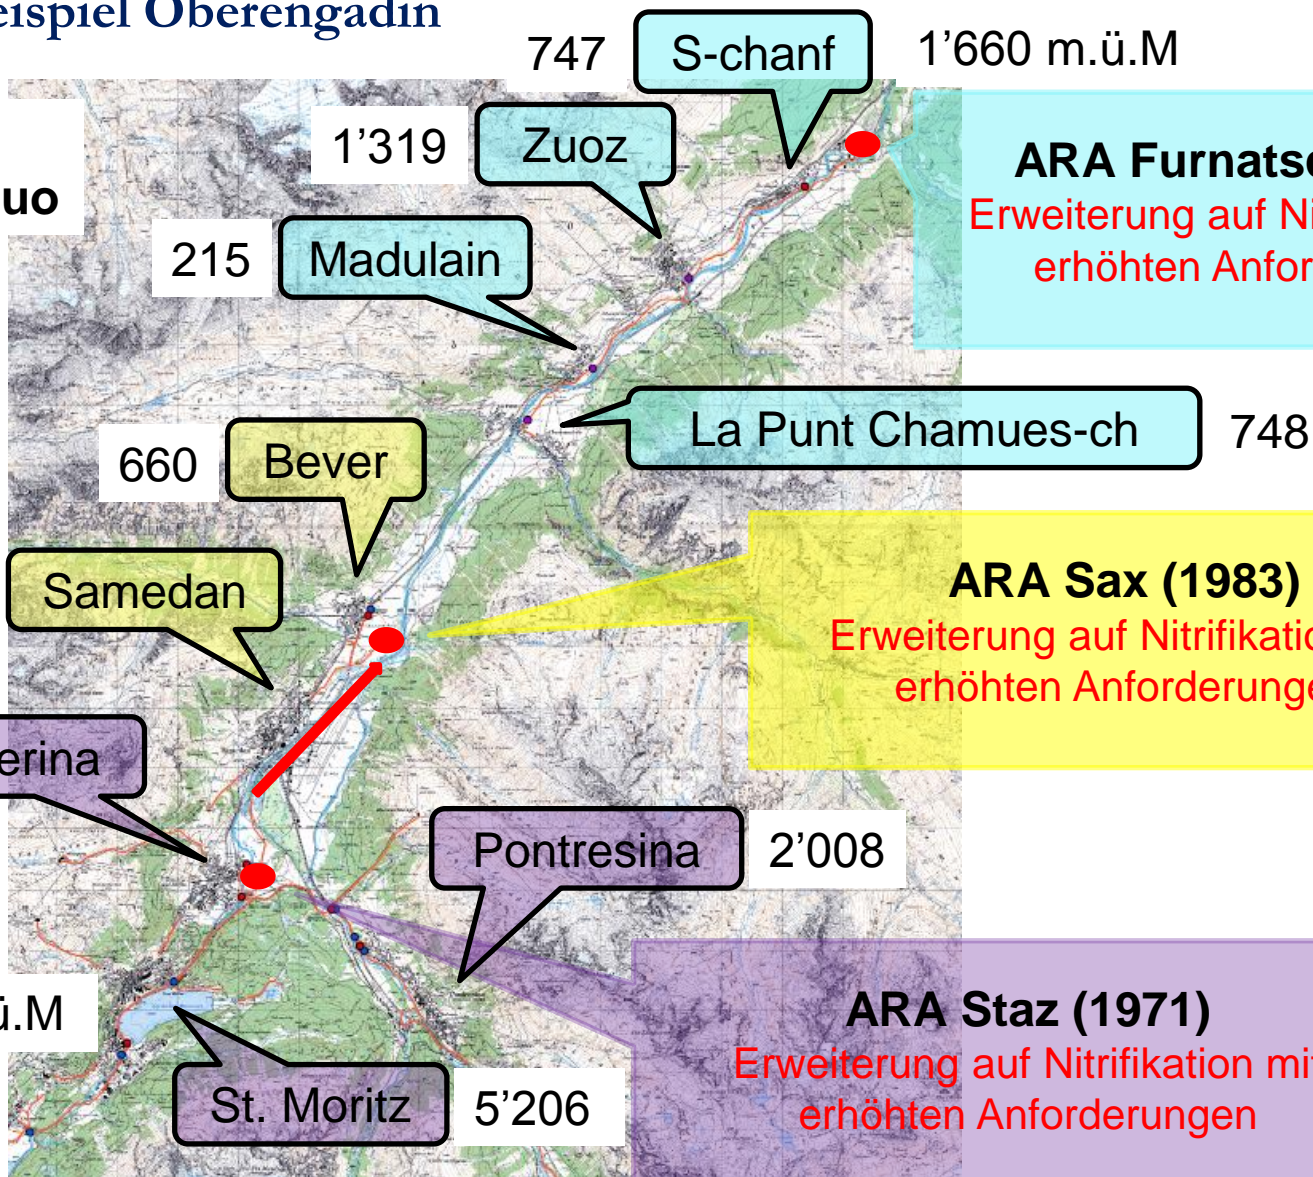 eispiel Oberengadin
747
S-chanf
1’660 m.ü.M
1’319
Zuoz
uo
215
Madulain
ARA Furnatsc
Erweiterung auf Ni
erhöhten Anfor
La Punt Chamues-ch
748
660
Bever
Samedan
ARA Sax (1983)
Erweiterung auf Nitrifikatio
erhöhten Anforderunge
erina
Pontresina
2’008
ü.M
St. Moritz
5’206
ARA Staz (1971)
Erweiterung auf Nitrifikation mi
erhöhten Anforderungen